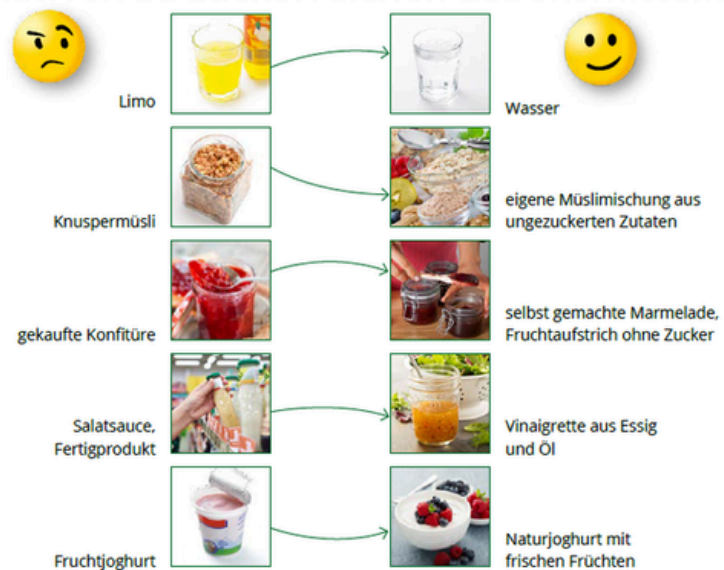 Limo
Wasser
Knuspermüsli
eigene Müslimischung aus
ungezuckerten Zutaten
gekaufte Konfitüre
selbst gemachte Marmelade,
Fruchtaufstrich ohne Zucker
Salatsauce,
Fertigprodukt
Vinaigrette aus Essig
und Öl
Fruchtjoghurt
Naturjoghurt mit
frischen Früchten